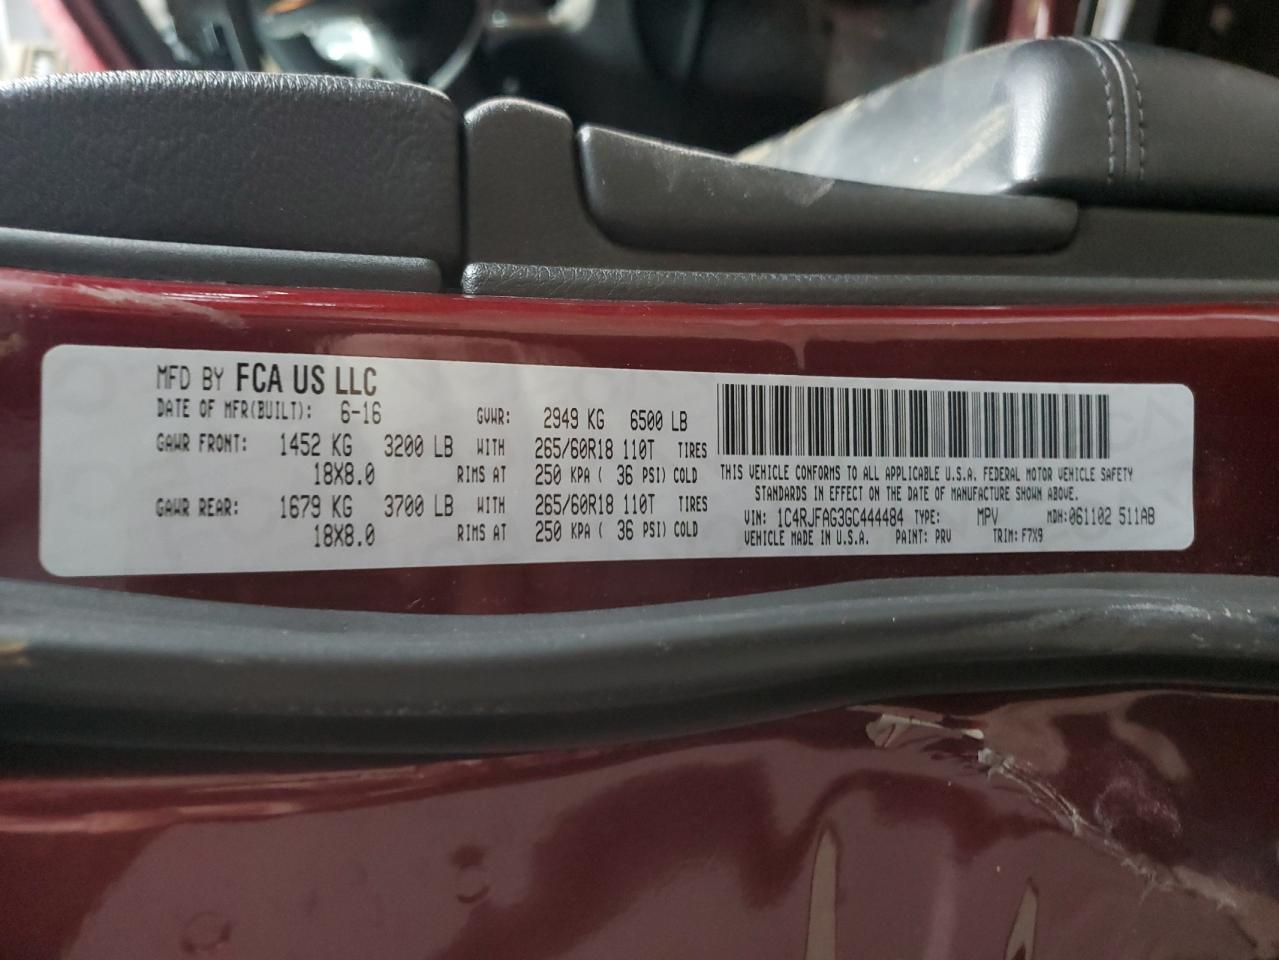 MFD BY FCA US LLC
DATE OF MFR(BUILT): 6-16 GVWR: 2949 KG 6500 LB
GAWR FRONT: 1452 KG 3200 LB WITH 265/60R18 110T TIRES
18X8.0 RIMS AT 250 KPA ( 36 PSI) COLD
GAWR REAR: 1679 KG 3700 LB WITH 265/60R18 110T TIRES
18X8.0 RIMS AT 250 KPA ( 36 PSI) COLD
THIS VEHICLE CONFORMS TO ALL APPLICABLE U.S.A. FEDERAL MOTOR VEHICLE SAFETY
STANDARDS IN EFFECT ON THE DATE OF MANUFACTURE SHOWN ABOVE.
VIN: 1C4RJFAG3GC444484 TYPE: MPV MDH: 061102 511AB
VEHICLE MADE IN U.S.A. PAINT: PRV TRIM: F7X9